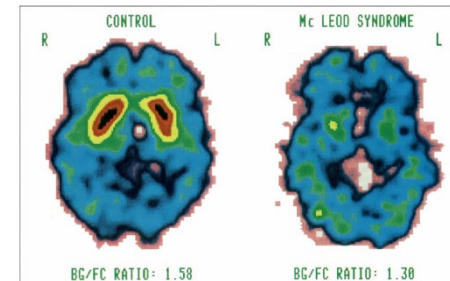 CONTROL
R L
BG/FC RATIO: 1.58
Mc LEOD SYNDROME
R L
BG/FC RATIO: 1.30